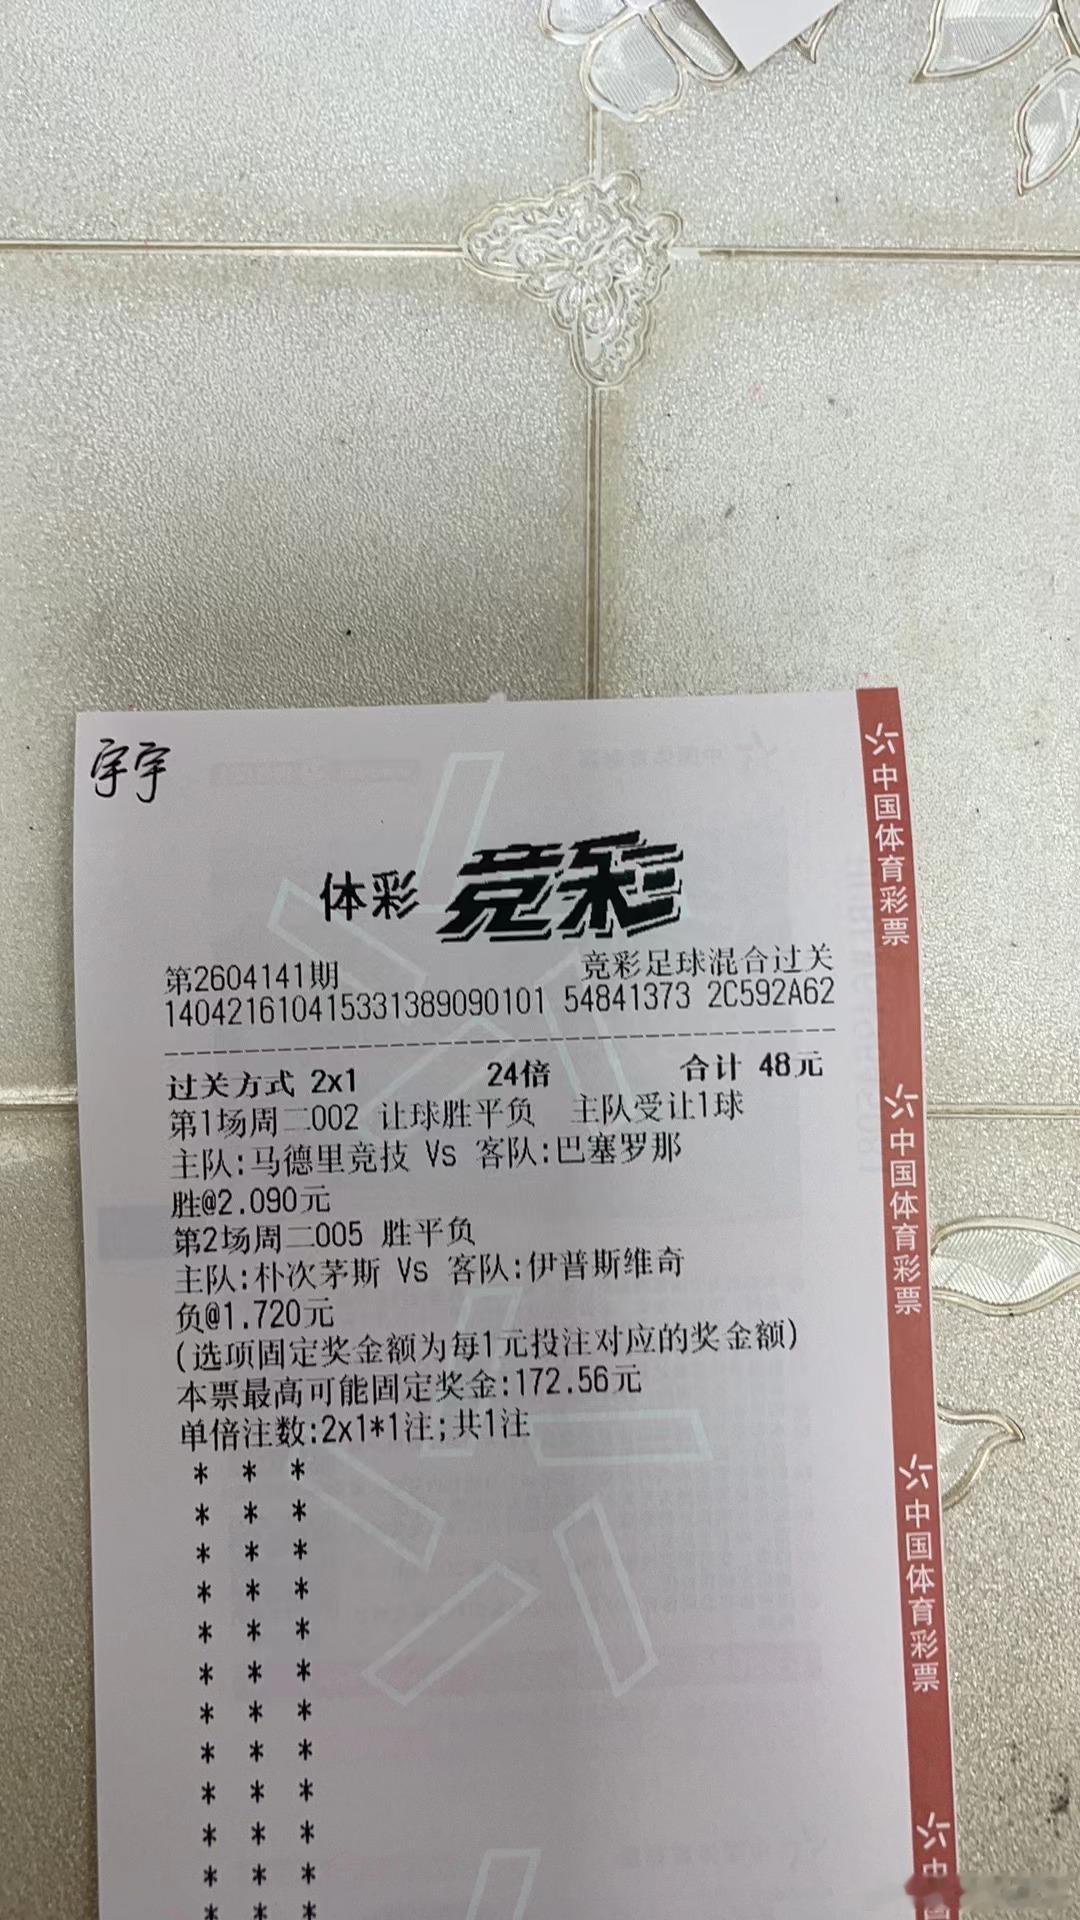 宇宇
体彩 竞彩
第2604141期 竞彩足球混合过关
140421610415331389090101 54841373 2C592A62
过关方式 2x1 24倍 合计 48元
第1场周二002 让球胜平负 主队受让1球
主队:马德里竞技 Vs 客队:巴塞罗那
胜@2.090元
第2场周二005 胜平负
主队:朴次茅斯 Vs 客队:伊普斯维奇
负@1.720元
(选项固定奖金额为每1元投注对应的奖金额)
本票最高可能固定奖金:172.56元
单倍注数:2x1*1注;共1注
* * *
* * *
* * *
* * *
* * *
* * *
* * *
* * *
* * *
* * *
* * *
* * *
中国体育彩票
中国体育彩票
中国体育彩票
中